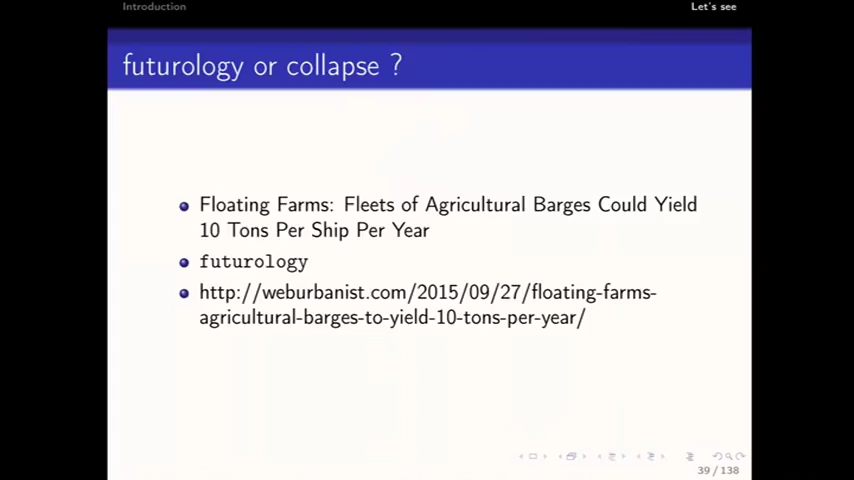 Introduction
Let's see
futurology or collapse ?
Floating Farms: Fleets of Agricultural Barges Could Yield
10 Tons Per Ship Per Year
futurology
http://weburbanist.com/2015/09/27/floating-farms-
agricultural-barges-to-yield-10-tons-per-year/
39 / 138